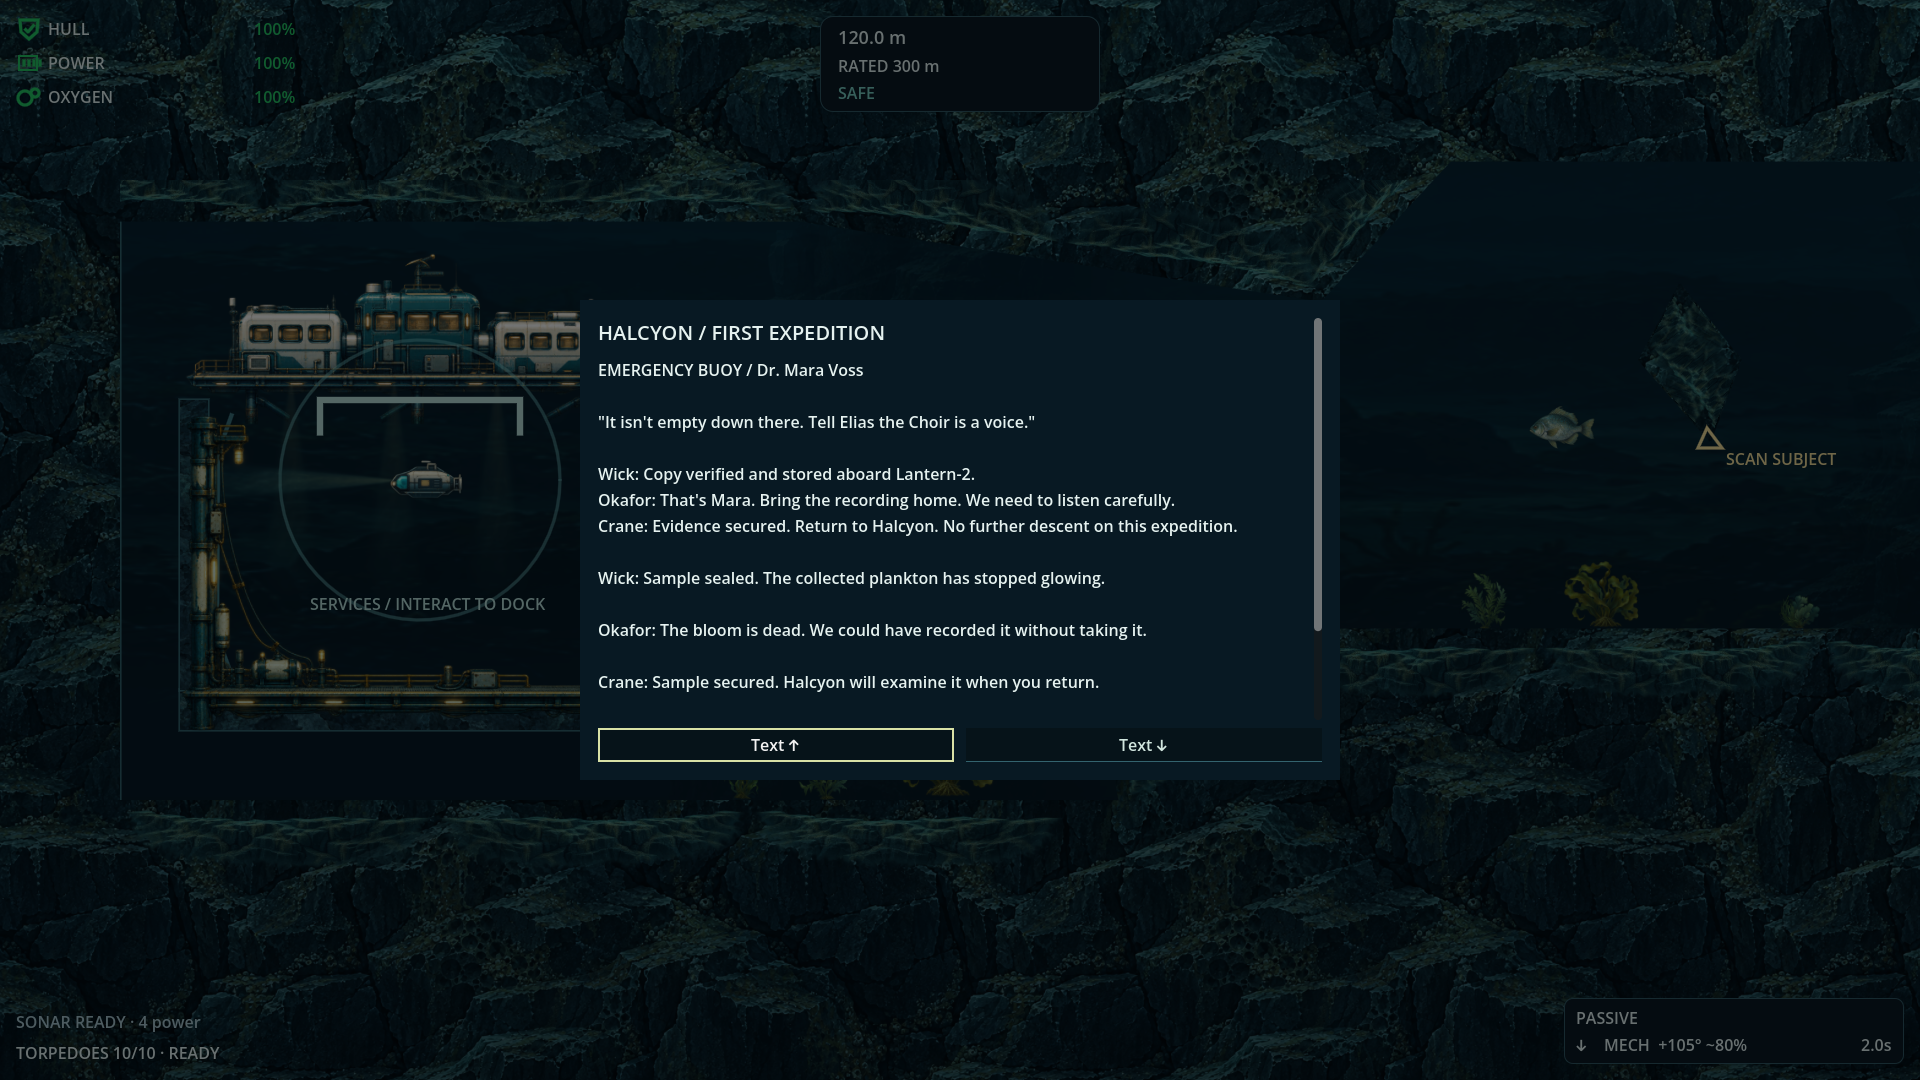 HULL 100%
POWER 100%
OXYGEN 100%
120.0 m
RATED 300 m
SAFE
HALCYON / FIRST EXPEDITION
EMERGENCY BUOY / Dr. Mara Voss
"It isn't empty down there. Tell Elias the Choir is a voice."
Wick: Copy verified and stored aboard Lantern-2.
Okafor: That's Mara. Bring the recording home. We need to listen carefully.
Crane: Evidence secured. Return to Halcyon. No further descent on this expedition.
Wick: Sample sealed. The collected plankton has stopped glowing.
Okafor: The bloom is dead. We could have recorded it without taking it.
Crane: Sample secured. Halcyon will examine it when you return.
Text ↑ Text ↓
SCAN SUBJECT
SERVICES / INTERACT TO DOCK
SONAR READY · 4 power
TORPEDOES 10/10 · READY
PASSIVE
↓ MECH +105° ~80% 2.0s